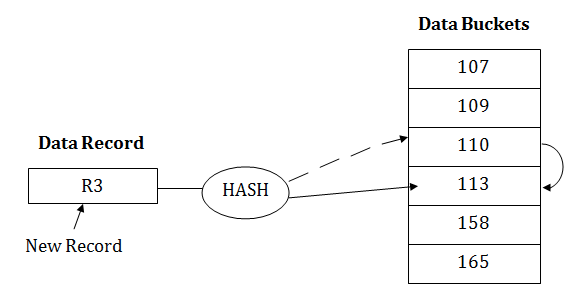 Data Buckets
107
109
Data Record
110
R3
HASH
113
New Record
158
165